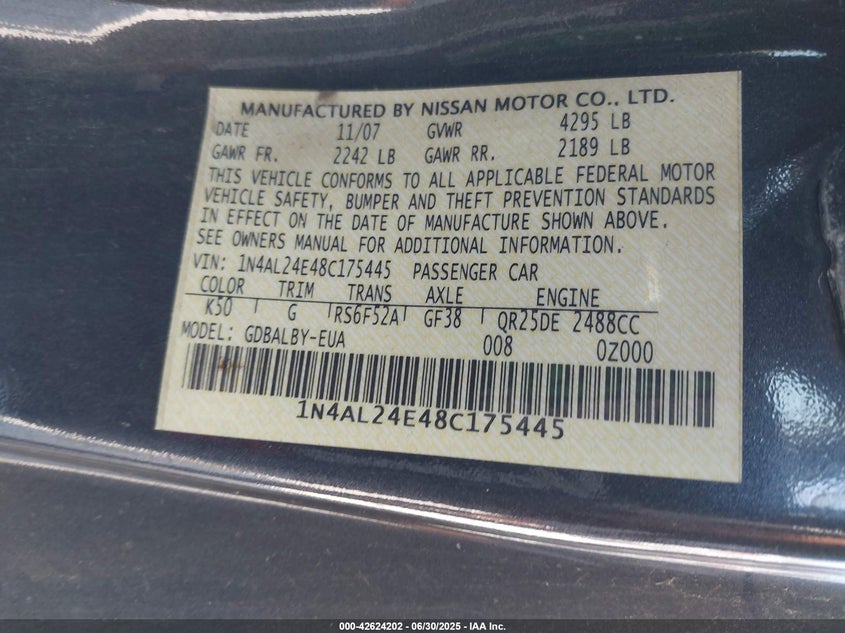 MANUFACTURED BY NISSAN MOTOR CO., LTD.
DATE 11/07 GVWR 4295 LB
GAWR FR. 2242 LB GAWR RR. 2189 LB
THIS VEHICLE CONFORMS TO ALL APPLICABLE FEDERAL MOTOR
VEHICLE SAFETY, BUMPER AND THEFT PREVENTION STANDARDS
IN EFFECT ON THE DATE OF MANUFACTURE SHOWN ABOVE.
SEE OWNERS MANUAL FOR ADDITIONAL INFORMATION.
VIN: 1N4AL24E48C175445 PASSENGER CAR
COLOR TRIM TRANS AXLE ENGINE
K50 G RS6F52A GF38 QR25DE 2488CC
MODEL: GDBALBY-EUA 008 0Z000
1N4AL24E48C175445
000-42624202 - 06/30/2025 - IAA Inc.